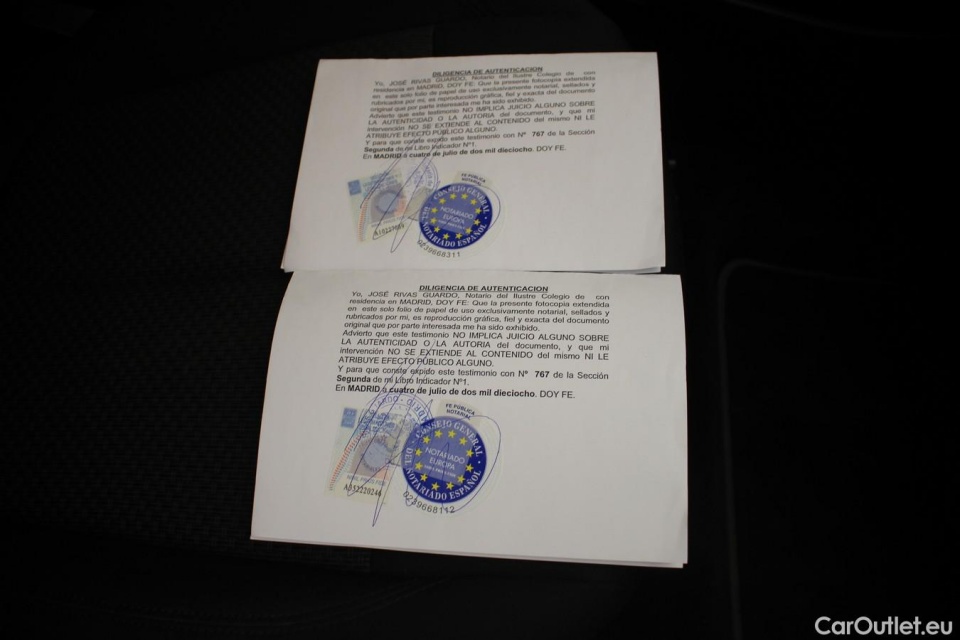 DILIGENCIA DE AUTENTICACION
Yo, JOSÉ RIVAS GUARDO, Notario del Ilustre Colegio de con
residencia en MADRID, DOY FE: Que la presente fotocopia extendida
en este solo folio de papel de uso exclusivamente notarial, sellados y
rubricados por mi, es reproducción gráfica, fiel y exacta del documento
original que por parte interesada me ha sido exhibido.
Advierto que este testimonio NO IMPLICA JUICIO ALGUNO SOBRE
LA AUTENTICIDAD O LA AUTORIA del documento, y que mi
intervención NO SE EXTIENDE AL CONTENIDO del mismo NI LE
ATRIBUYE EFECTO PÚBLICO ALGUNO.
Y para que conste expido este testimonio con Nº 767 de la Sección
Segunda de mi Libro Indicador Nº1.
En MADRID a cuatro de julio de dos mil dieciocho. DOY FE.
FE PÚBLICA
NOTARIAL
CONSEJO GENERAL
NOTARIADO
EUROPA
DEL NOTARIADO ESPAÑOL
0239668311
DILIGENCIA DE AUTENTICACION
Yo, JOSÉ RIVAS GUARDO, Notario del Ilustre Colegio de con
residencia en MADRID, DOY FE: Que la presente fotocopia extendida
en este solo folio de papel de uso exclusivamente notarial, sellados y
rubricados por mi, es reproducción gráfica, fiel y exacta del documento
original que por parte interesada me ha sido exhibido.
Advierto que este testimonio NO IMPLICA JUICIO ALGUNO SOBRE
LA AUTENTICIDAD O LA AUTORIA del documento, y que mi
intervención NO SE EXTIENDE AL CONTENIDO del mismo NI LE
ATRIBUYE EFECTO PÚBLICO ALGUNO.
Y para que conste expido este testimonio con Nº 767 de la Sección
Segunda de mi Libro Indicador Nº1.
En MADRID a cuatro de julio de dos mil dieciocho. DOY FE.
FE PÚBLICA
NOTARIAL
CONSEJO GENERAL
NOTARIADO
EUROPA
DEL NOTARIADO ESPAÑOL
0239668112
CarOutlet.eu